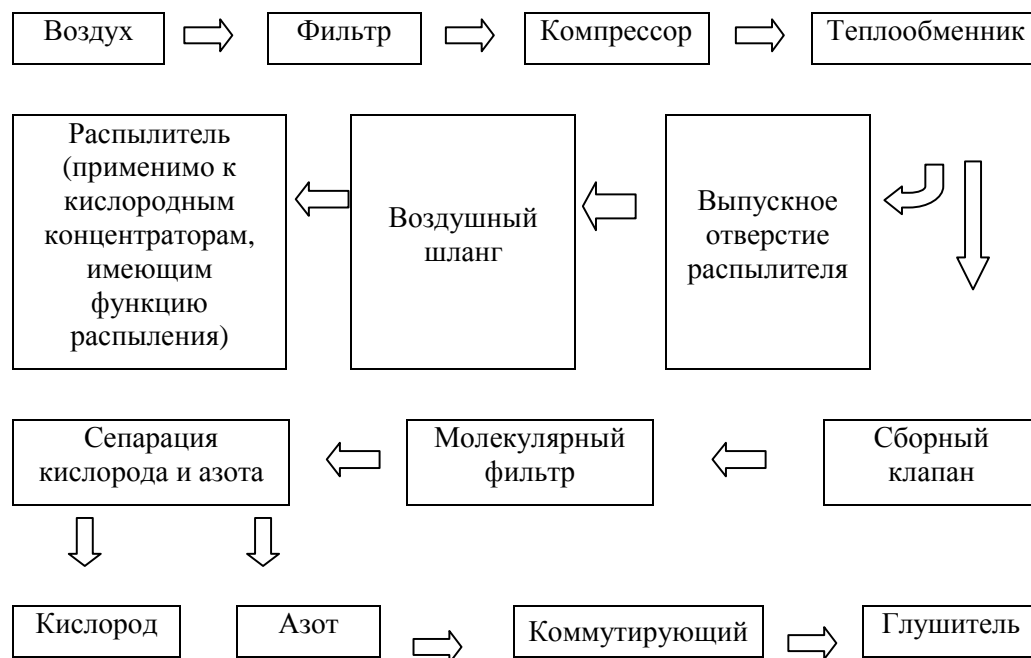 Воздух
Фильтр
Компрессор
Теплообменник
Распылитель
(применимо к
кислородным
концентраторам,
имеющим
функцию
распыления)
Воздушный
шланг
Выпускное
отверстие
распылителя
Сепарация
кислорода и азота
Молекулярный
фильтр
Сборный
клапан
Кислород
Азот
Коммутирующий
Глушитель